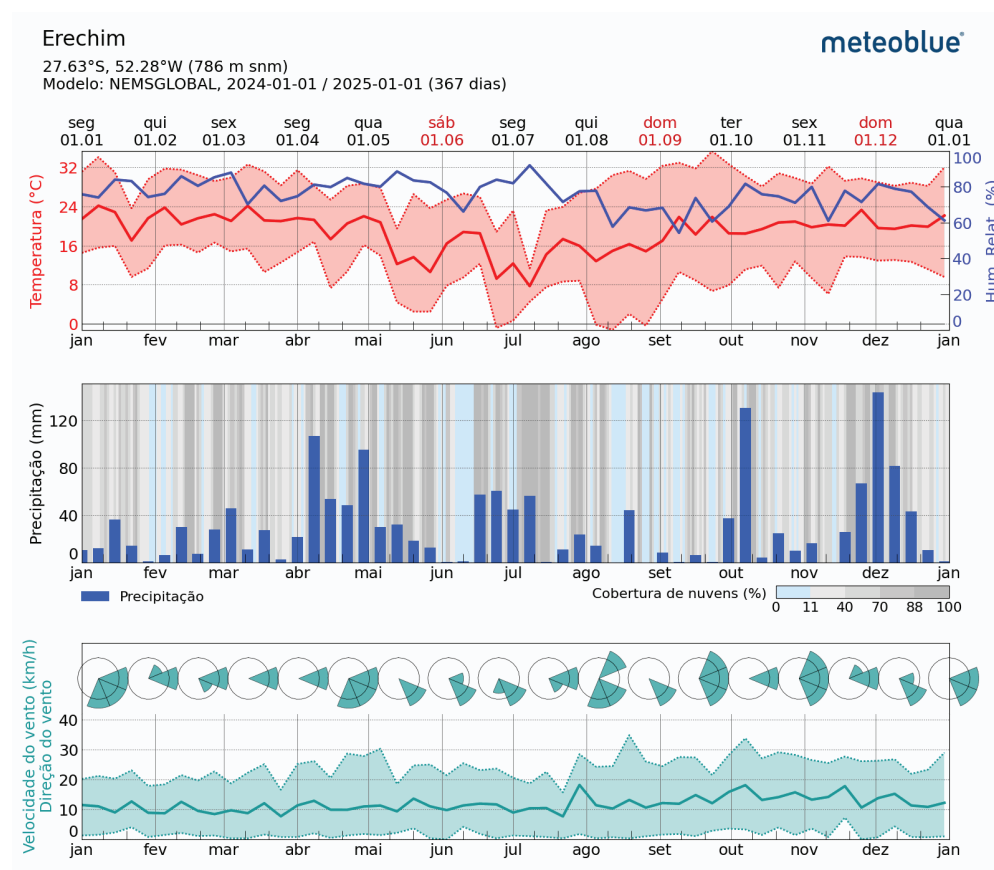 Erechim
meteoblue
27.63°S, 52.28°W (786 m snm)
Modelo: NEMSGLOBAL, 2024-01-01 / 2025-01-01 (367 dias)
seg qui sex seg qua sáb seg qui dom ter sex dom qua
01.01 01.02 01.03 01.04 01.05 01.06 01.07 01.08 01.09 01.10 01.11 01.12 01.01
Temperatura (°C)
32
24
16
8
0
Hum. Relat. (%)
100
80
60
40
20
0
jan fev mar abr mai jun jul ago set out nov dez jan
Precipitação (mm)
120
80
40
0
jan fev mar abr mai jun jul ago set out nov dez jan
Precipitação
Cobertura de nuvens (%)
0 11 40 70 88 100
Velocidade do vento (km/h)
Direção do vento
40
30
20
10
0
jan fev mar abr mai jun jul ago set out nov dez jan